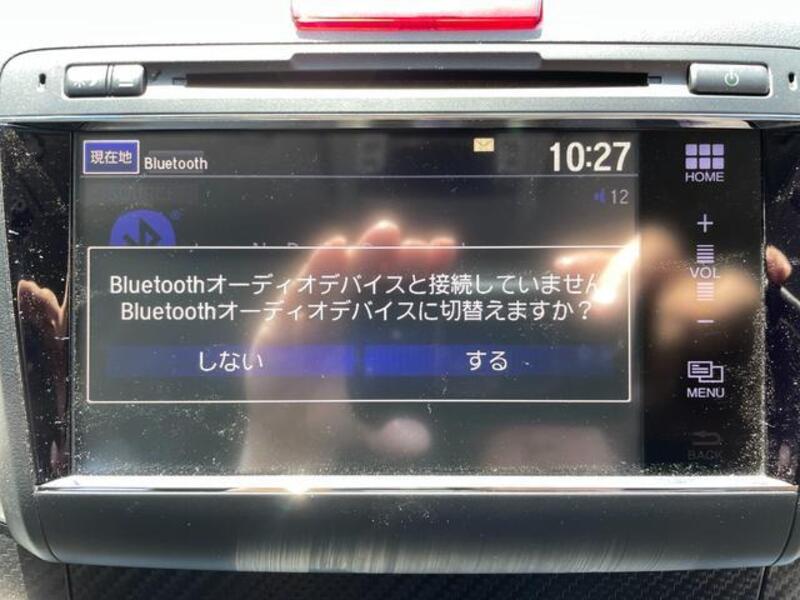 現在地 Bluetooth 10:27
HOME
12
VOL
Bluetoothオーディオデバイスと接続していません
Bluetoothオーディオデバイスに切替えますか？
しない する
MENU
BACK